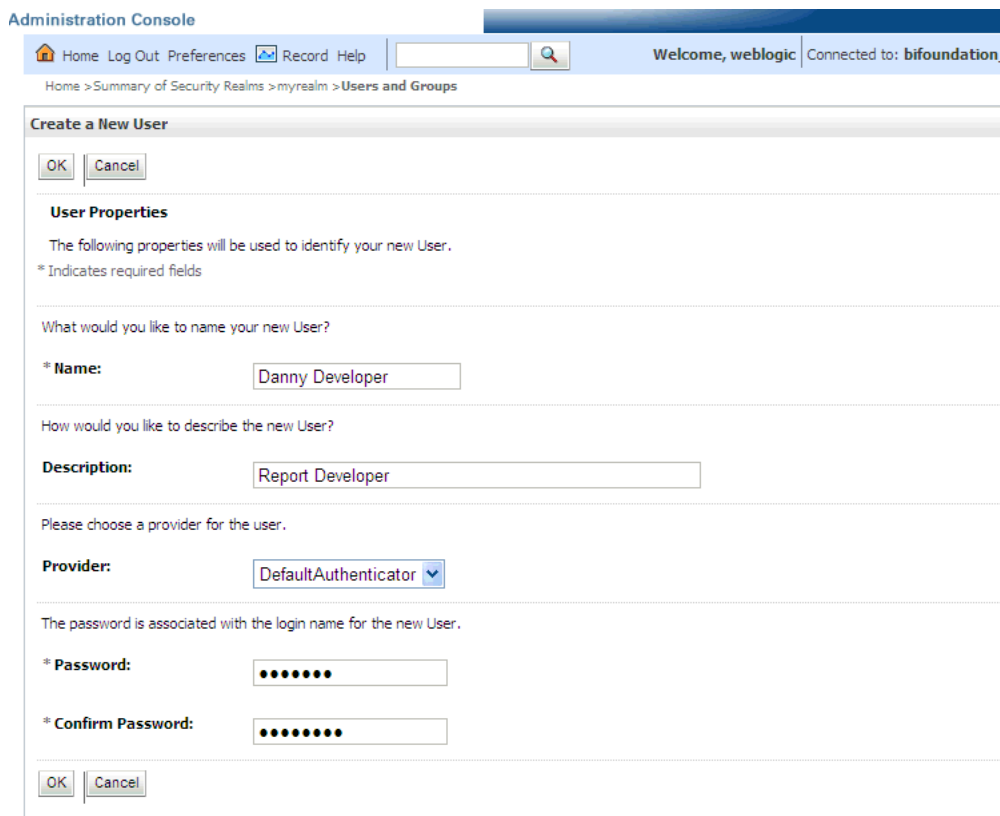 Administration Console
Home Log Out Preferences Record Help
Welcome, weblogic Connected to: bifoundation_
Home >Summary of Security Realms >myrealm >Users and Groups
Create a New User
OK Cancel
User Properties
The following properties will be used to identify your new User.
* Indicates required fields
What would you like to name your new User?
* Name: Danny Developer
How would you like to describe the new User?
Description: Report Developer
Please choose a provider for the user.
Provider: DefaultAuthenticator
The password is associated with the login name for the new User.
* Password: •••••••
* Confirm Password: ••••••••
OK Cancel